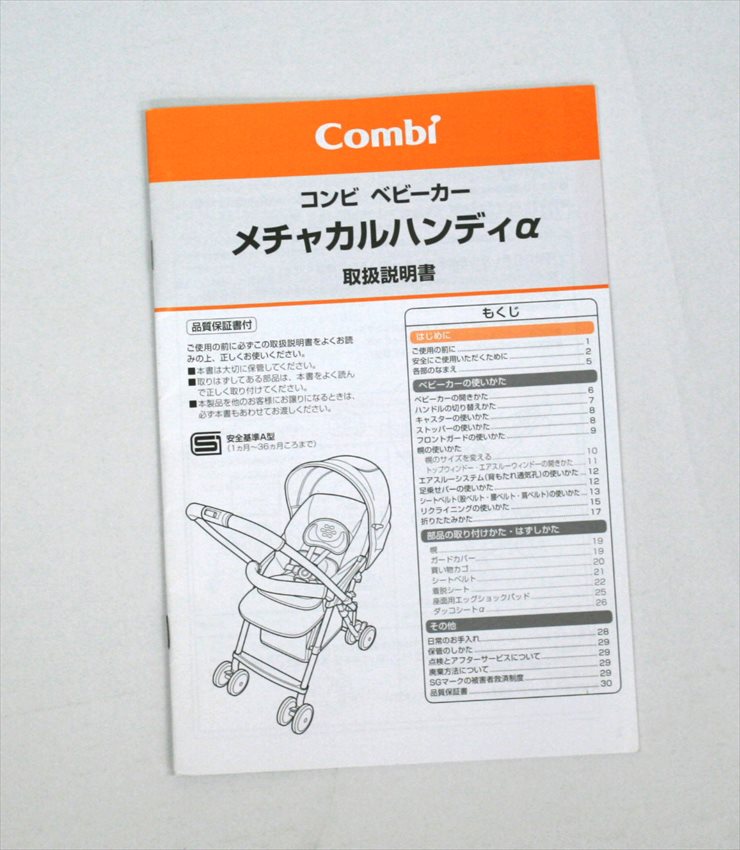 Combi
コンビ ベビーカー
メチャカルハンディα
取扱説明書
品質保証書付
ご使用の前に必ずこの取扱説明書をよくお読
みの上、正しくお使いください。
■本書は大切に保管してください。
■取りはずしてある部品は、本書をよく読ん
で正しく取り付けてください。
■本製品を他のお客様にお譲りになるときは、
必ず本書もあわせてお渡しください。
安全基準A型
(1ヵ月〜36ヵ月ころまで)
もくじ
はじめに
ご使用の前に 1
安全にご使用いただくために 2
各部のなまえ 5
ベビーカーの使いかた
ベビーカーの開きかた 6
ハンドルの切り替えかた 7
キャスターの使いかた 8
ストッパーの使いかた 8
フロントガードの使いかた 9
幌の使いかた
幌のサイズを変える 10
トップウィンドー・エアスルーウィンドーの開きかた 11
エアスルーシステム(背もたれ通気孔)の使いかた 12
足乗せバーの使いかた 12
シートベルト(股ベルト・腰ベルト・肩ベルト)の使いかた 13
リクライニングの使いかた 15
折りたたみかた 17
部品の取り付けかた・はずしかた
幌 19
ガードカバー 19
買い物カゴ 20
シートベルト 21
着脱シート 22
座面用エッグショックパッド 25
ダッコシートα 26
その他
日常のお手入れ 28
保管のしかた 29
点検とアフターサービスについて 29
廃棄方法について 29
SGマークの被害者救済制度 29
品質保証書 30